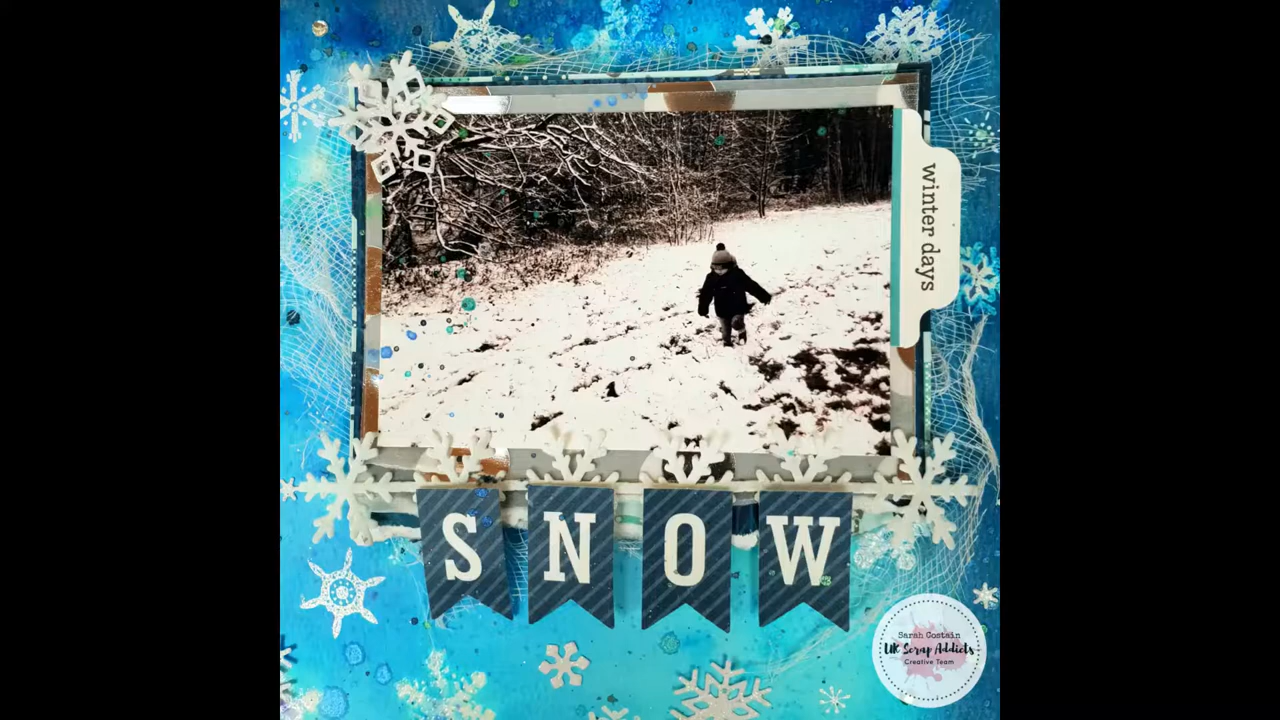 winter days
SNOW
Sarah Costain
UK Scrap Addicts
Creative Team